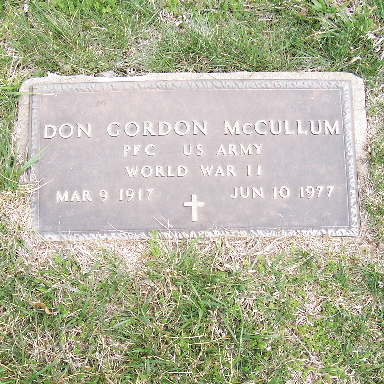 DON GORDON McCULLUM
PFC US ARMY
WORLD WAR II
MAR 9 1917 JUN 10 1977